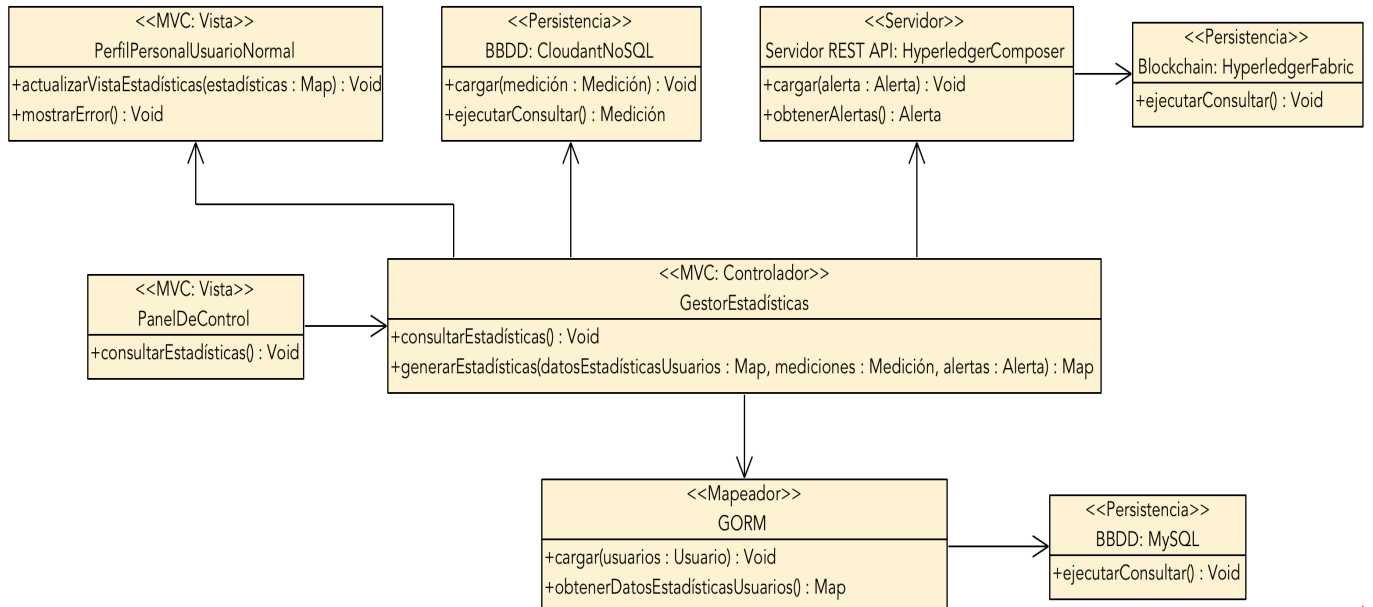 <<MVC: Vista>>
PerfilPersonalUsuarioNormal
+actualizarVistaEstadísticas(estadísticas : Map) : Void
+mostrarError() : Void
<<Persistencia>>
BBDD: CloudantNoSQL
+cargar(medición : Medición) : Void
+ejecutarConsultar() : Medición
<<Servidor>>
Servidor REST API: HyperledgerComposer
+cargar(alerta : Alerta) : Void
+obtenerAlertas() : Alerta
<<Persistencia>>
Blockchain: HyperledgerFabric
+ejecutarConsultar() : Void
<<MVC: Vista>>
PanelDeControl
+consultarEstadísticas() : Void
<<MVC: Controlador>>
GestorEstadísticas
+consultarEstadísticas() : Void
+generarEstadísticas(datosEstadísticasUsuarios : Map, mediciones : Medición, alertas : Alerta) : Map
<<Mapeador>>
GORM
+cargar(usuarios : Usuario) : Void
+obtenerDatosEstadísticasUsuarios() : Map
<<Persistencia>>
BBDD: MySQL
+ejecutarConsultar() : Void